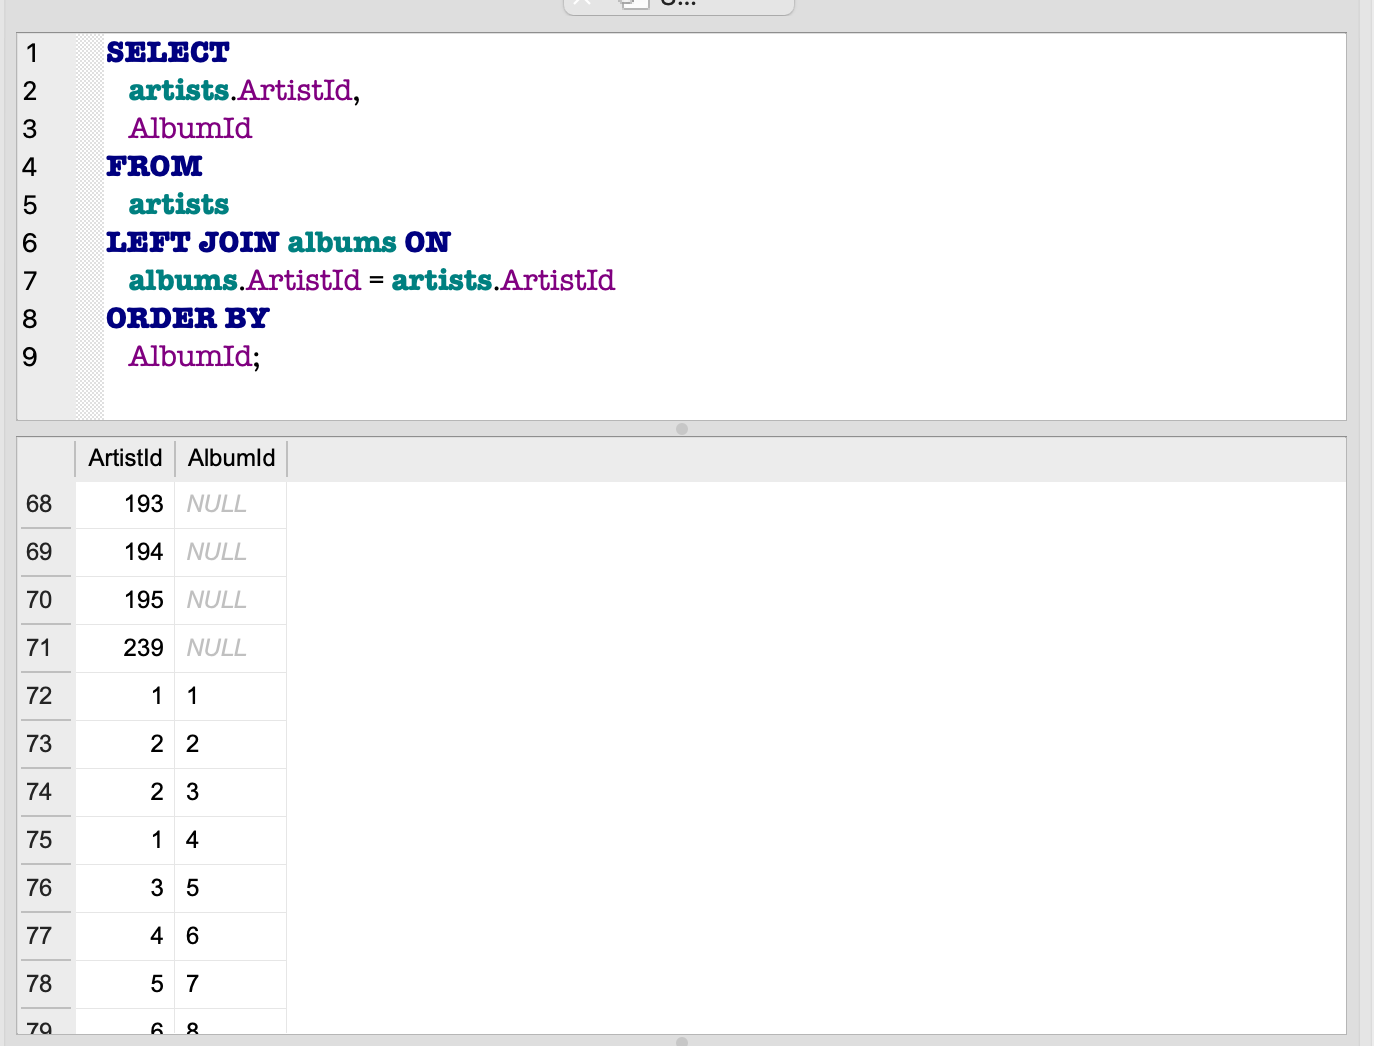 1 SELECT
2 artists.ArtistId,
3 AlbumId
4 FROM
5 artists
6 LEFT JOIN albums ON
7 albums.ArtistId = artists.ArtistId
8 ORDER BY
9 AlbumId;
ArtistId AlbumId
68 193 NULL
69 194 NULL
70 195 NULL
71 239 NULL
72 1 1
73 2 2
74 2 3
75 1 4
76 3 5
77 4 6
78 5 7
79 6 8